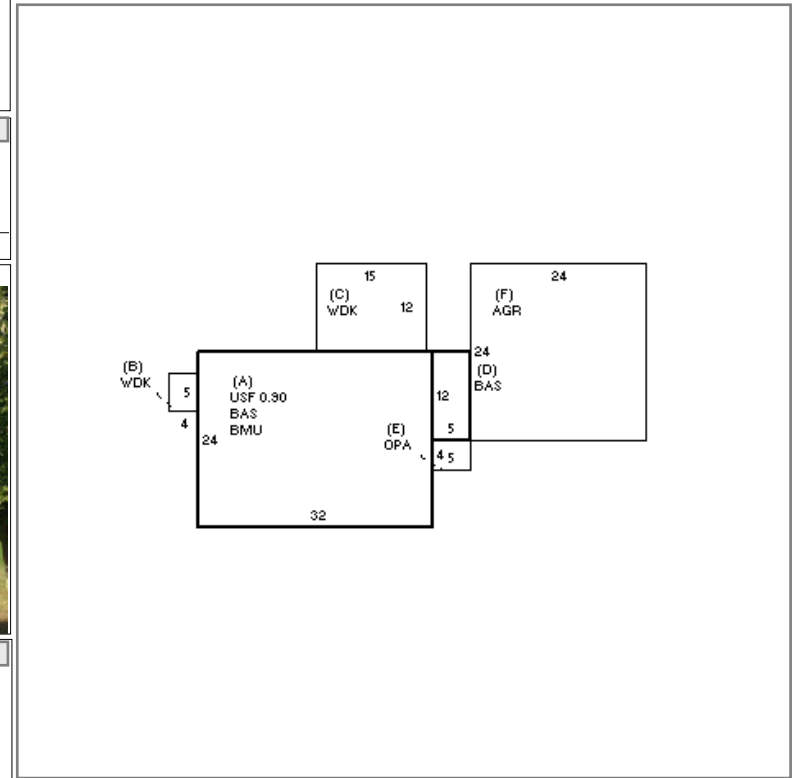 15
(C)
WDK
12
24
(F)
AGR
24
(D)
BAS
(B)
WDK
5
4
(A)
USF 0.90
BAS
BMU
24
12
5
(E)
OPA
4 5
32